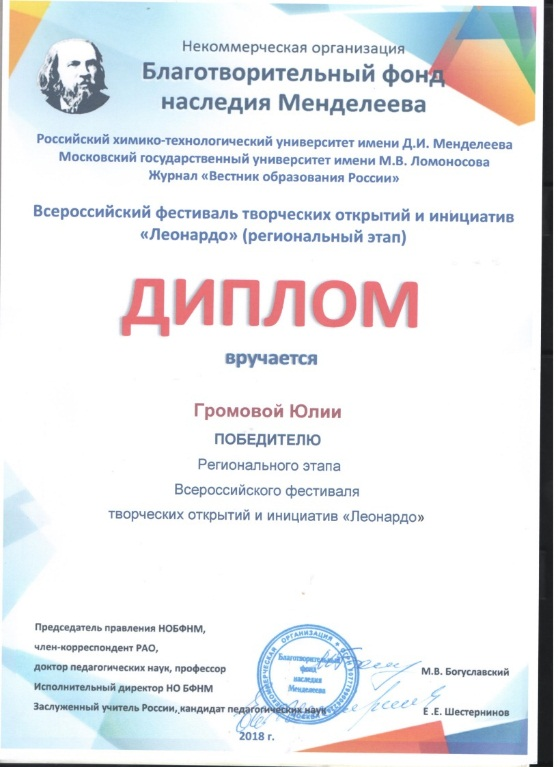 Некоммерческая организация
Благотворительный фонд
наследия Менделеева
Российский химико-технологический университет имени Д.И. Менделеева
Московский государственный университет имени М.В. Ломоносова
Журнал «Вестник образования России»
Всероссийский фестиваль творческих открытий и инициатив
«Леонардо» (региональный этап)
ДИПЛОМ
вручается
Громовой Юлии
ПОБЕДИТЕЛЮ
Регионального этапа
Всероссийского фестиваля
творческих открытий и инициатив «Леонардо»
Председатель правления НОБФНМ,
член-корреспондент РАО,
доктор педагогических наук, профессор
М.В. Богуславский
Исполнительный директор НО БФНМ
Заслуженный учитель России, кандидат педагогических наук
Е .Е. Шестернинов
Благотворительный
фонд
наследия
Менделеева
2018 г.